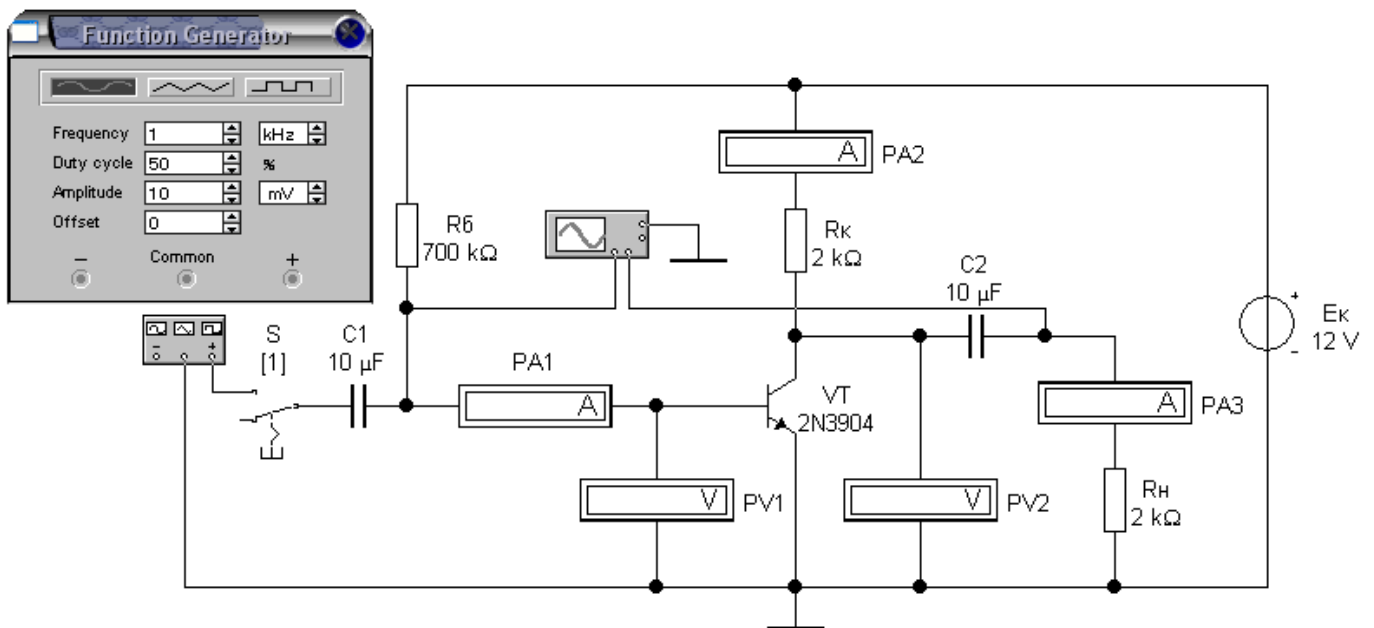 Function Generator
Frequency 1 kHz
Duty cycle 50 %
Amplitude 10 mV
Offset 0
− Common +
Rб
700 kΩ
A PA2
Rк
2 kΩ
C2
10 µF
+
Eк
12 V
-
− +
S
[1]
C1
10 µF
PA1
A
VT
2N3904
A PA3
V PV1
V PV2
Rн
2 kΩ